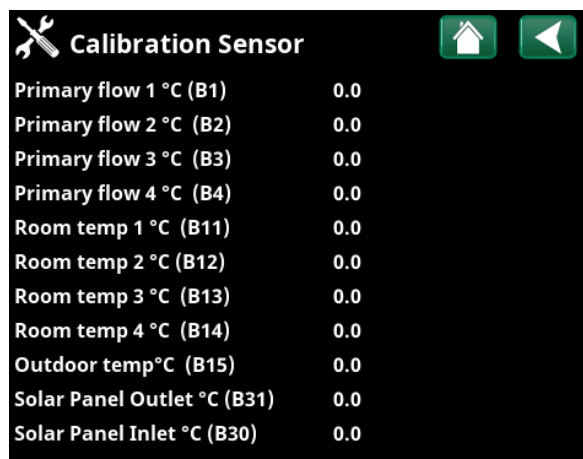 Calibration Sensor
Primary flow 1 °C (B1) 0.0
Primary flow 2 °C (B2) 0.0
Primary flow 3 °C (B3) 0.0
Primary flow 4 °C (B4) 0.0
Room temp 1 °C (B11) 0.0
Room temp 2 °C (B12) 0.0
Room temp 3 °C (B13) 0.0
Room temp 4 °C (B14) 0.0
Outdoor temp°C (B15) 0.0
Solar Panel Outlet °C (B31) 0.0
Solar Panel Inlet °C (B30) 0.0